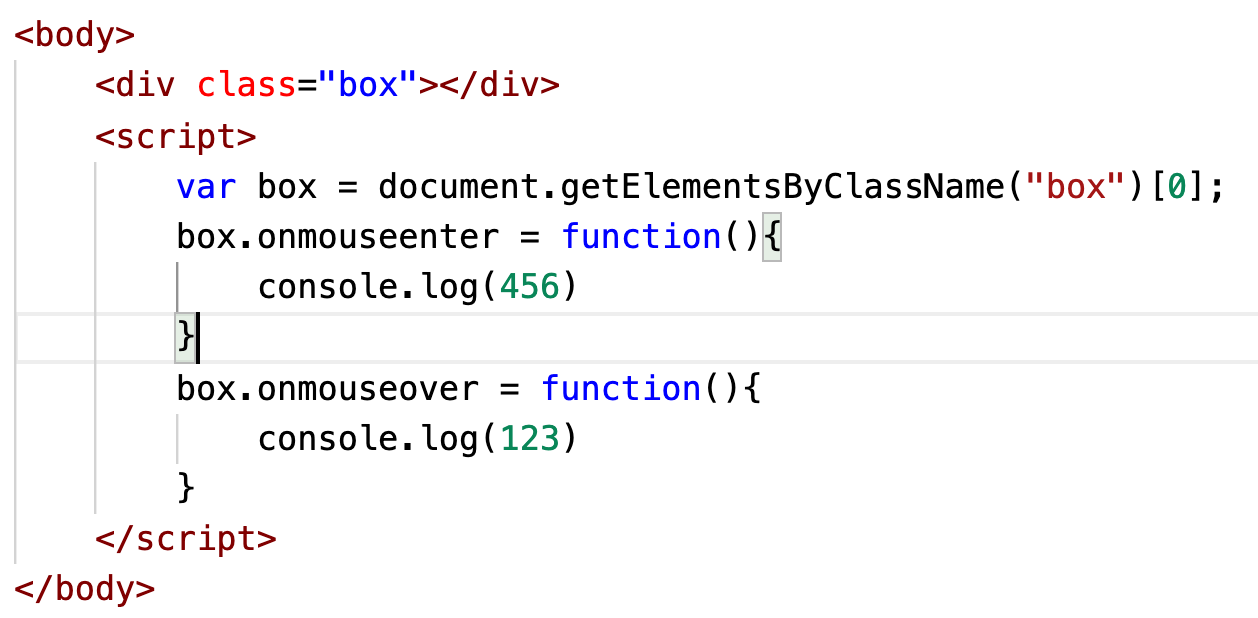 <body>
    <div class="box"></div>
    <script>
        var box = document.getElementsByClassName("box")[0];
        box.onmouseenter = function(){
            console.log(456)
        }
        box.onmouseover = function(){
            console.log(123)
        }
    </script>
</body>